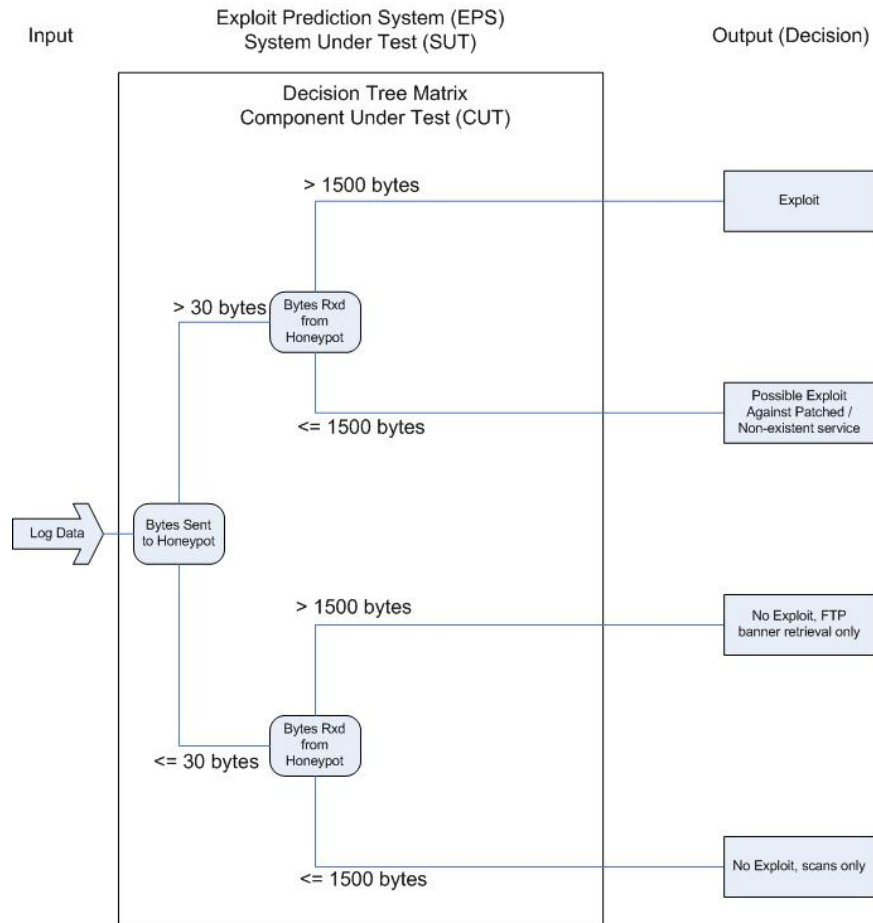 Input
Exploit Prediction System (EPS)
System Under Test (SUT)
Output (Decision)
Decision Tree Matrix
Component Under Test (CUT)
> 1500 bytes
Exploit
> 30 bytes
Bytes Rxd
from
Honeypot
<= 1500 bytes
Possible Exploit
Against Patched /
Non-existent service
Log Data
Bytes Sent
to Honeypot
> 1500 bytes
No Exploit, FTP
banner retrieval only
<= 30 bytes
Bytes Rxd
from
Honeypot
<= 1500 bytes
No Exploit, scans only